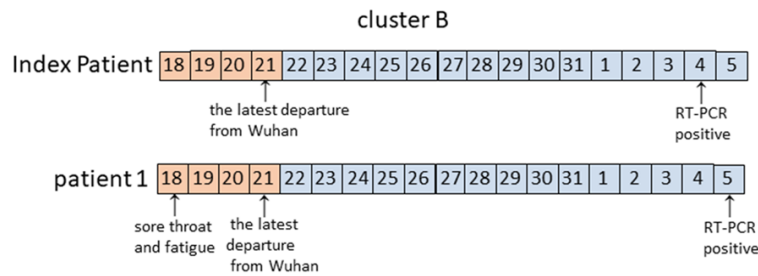 cluster B
Index Patient 18 19 20 21 22 23 24 25 26 27 28 29 30 31 1 2 3 4 5
the latest departure
from Wuhan
RT-PCR
positive
patient 1 18 19 20 21 22 23 24 25 26 27 28 29 30 31 1 2 3 4 5
sore throat
and fatigue
the latest
departure
from Wuhan
RT-PCR
positive